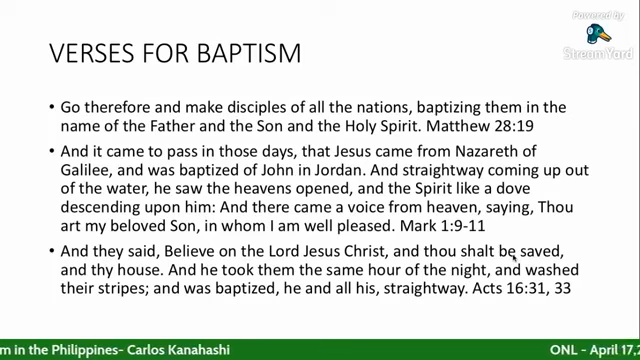 Powered by
StreamYard
VERSES FOR BAPTISM
• Go therefore and make disciples of all the nations, baptizing them in the
name of the Father and the Son and the Holy Spirit. Matthew 28:19
• And it came to pass in those days, that Jesus came from Nazareth of
Galilee, and was baptized of John in Jordan. And straightway coming up out
of the water, he saw the heavens opened, and the Spirit like a dove
descending upon him: And there came a voice from heaven, saying, Thou
art my beloved Son, in whom I am well pleased. Mark 1:9-11
• And they said, Believe on the Lord Jesus Christ, and thou shalt be saved,
and thy house. And he took them the same hour of the night, and washed
their stripes; and was baptized, he and all his, straightway. Acts 16:31, 33
m in the Philippines- Carlos Kanahashi ONL - April 17,2